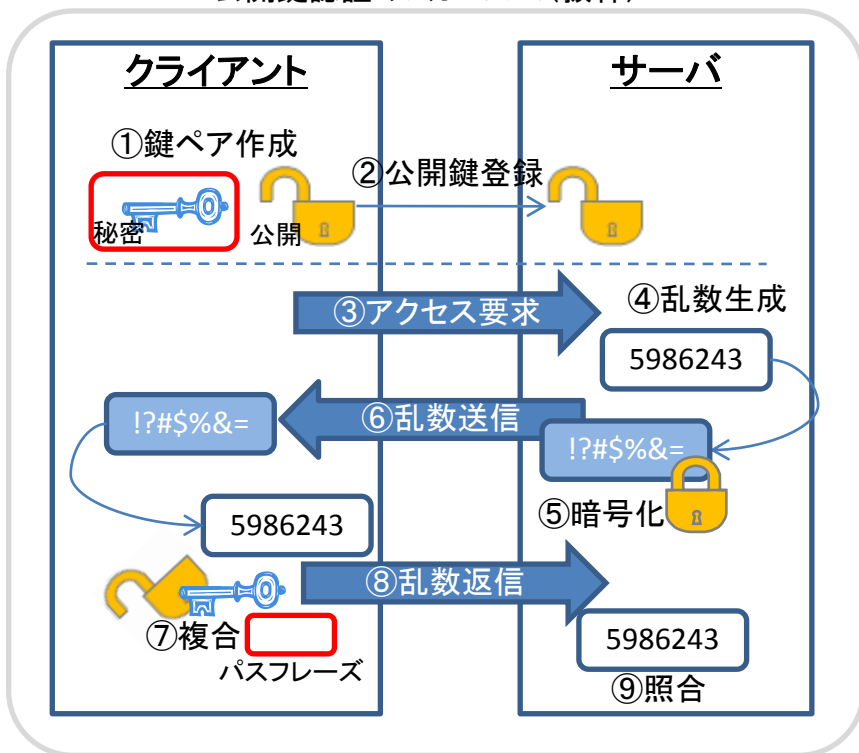 クライアント
サーバ
①鍵ペア作成
②公開鍵登録
秘密
公開
③アクセス要求
④乱数生成
5986243
⑥乱数送信
!?#$%&=
!?#$%&=
⑤暗号化
5986243
⑧乱数返信
⑦複合
パスフレーズ
5986243
⑨照合